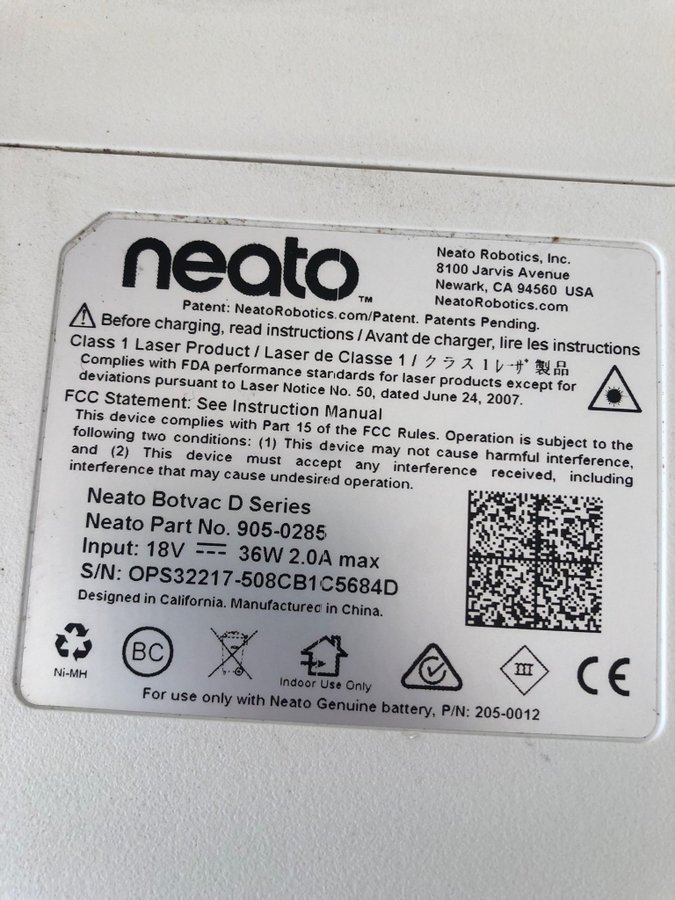 neato™
Neato Robotics, Inc.
8100 Jarvis Avenue
Newark, CA 94560 USA
NeatoRobotics.com
Patent: NeatoRobotics.com/Patent. Patents Pending.
Before charging, read instructions / Avant de charger, lire les instructions
Class 1 Laser Product / Laser de Classe 1 / クラス 1 ﾚｰｻﾞ 製品
Complies with FDA performance standards for laser products except for
deviations pursuant to Laser Notice No. 50, dated June 24, 2007.
FCC Statement: See Instruction Manual
This device complies with Part 15 of the FCC Rules. Operation is subject to the
following two conditions: (1) This device may not cause harmful interference,
and (2) This device must accept any interference received, including
interference that may cause undesired operation.
Neato Botvac D Series
Neato Part No. 905-0285
Input: 18V ⎓ 36W 2.0A max
S/N: OPS32217-508CB1C5684D
Designed in California. Manufactured in China.
Ni-MH
BC
Indoor Use Only
III
CE
For use only with Neato Genuine battery, P/N: 205-0012